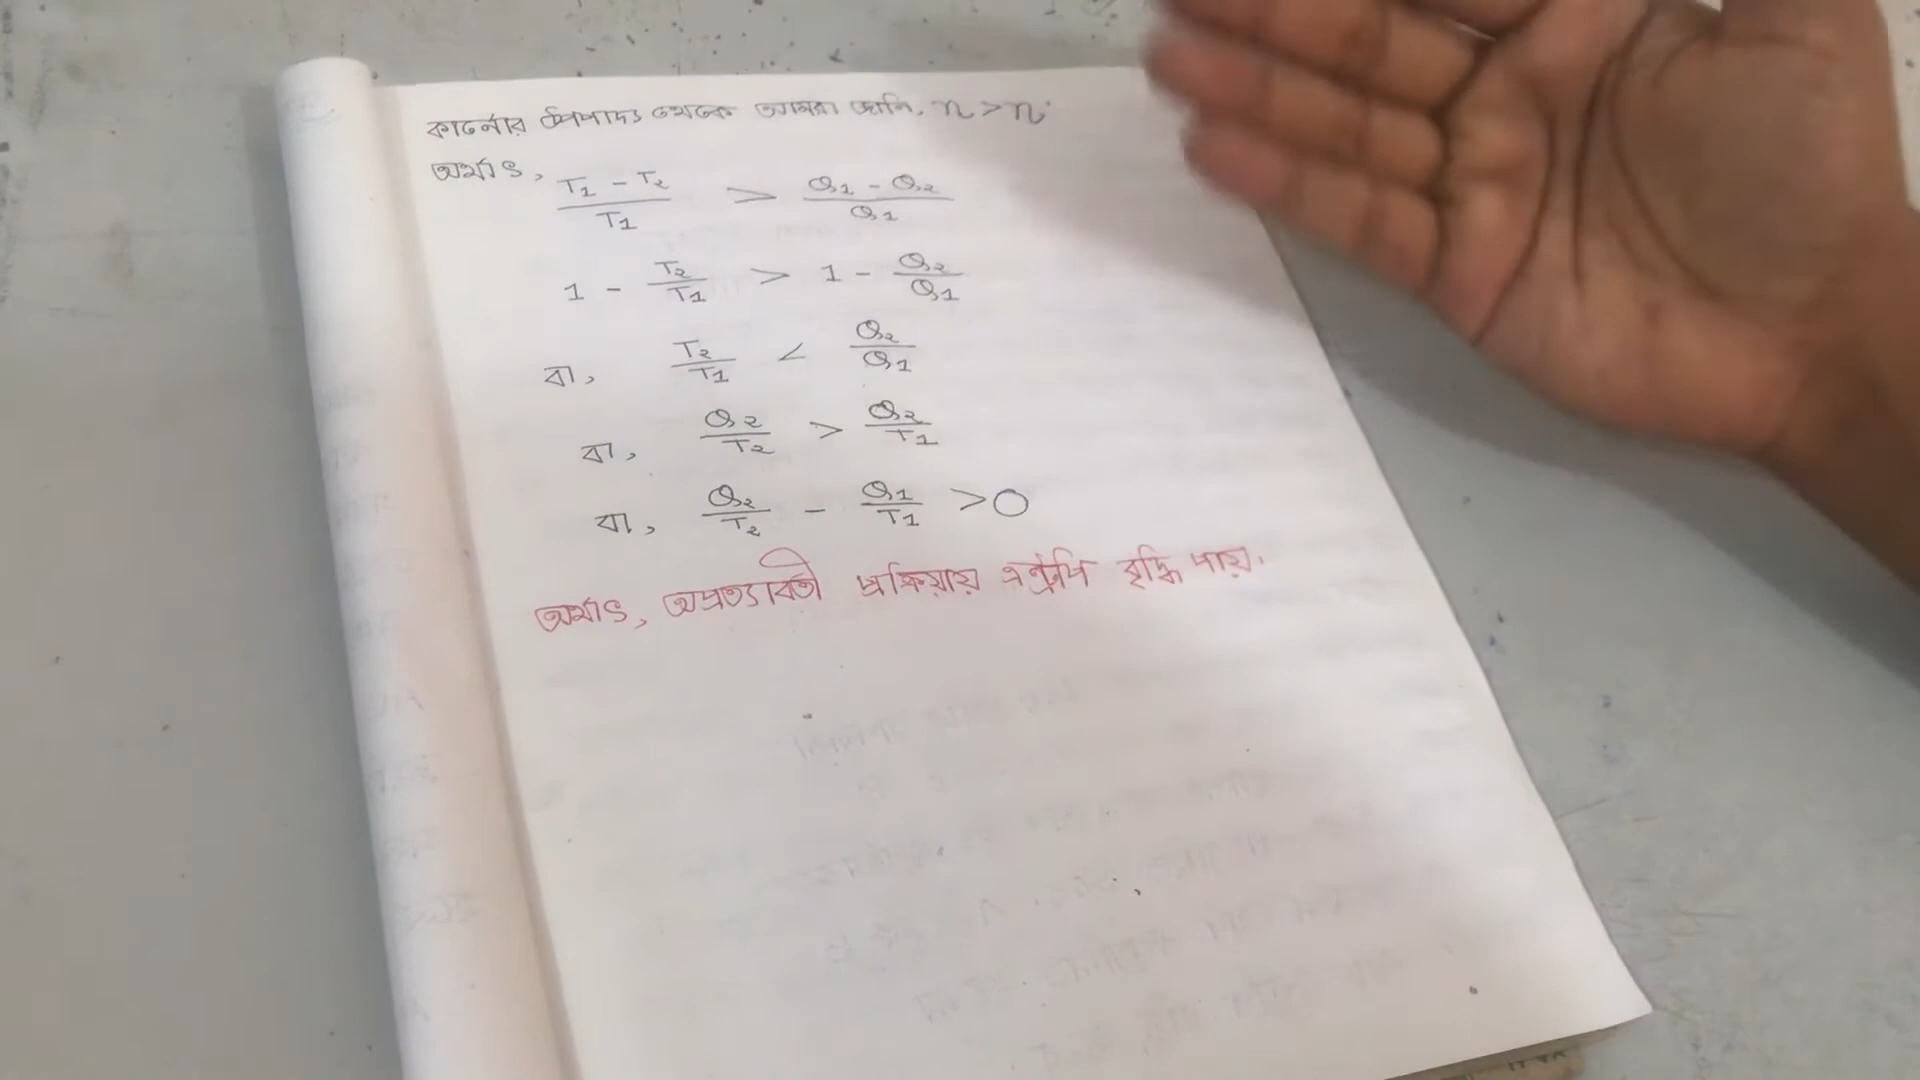 কার্নোর উপপাদ্য থেকে আমরা জানি, n > n'
অর্থাৎ, (T₁ - T₂)/T₁ > (Q₁ - Q₂)/Q₁
1 - T₂/T₁ > 1 - Q₂/Q₁
বা, T₂/T₁ < Q₂/Q₁
বা, Q₂/T₂ > Q₂/T₁
বা, Q₂/T₂ - Q₁/T₁ > 0
অর্থাৎ, অপ্রত্যাবর্তী প্রক্রিয়ায় এন্ট্রপি বৃদ্ধি পায়.